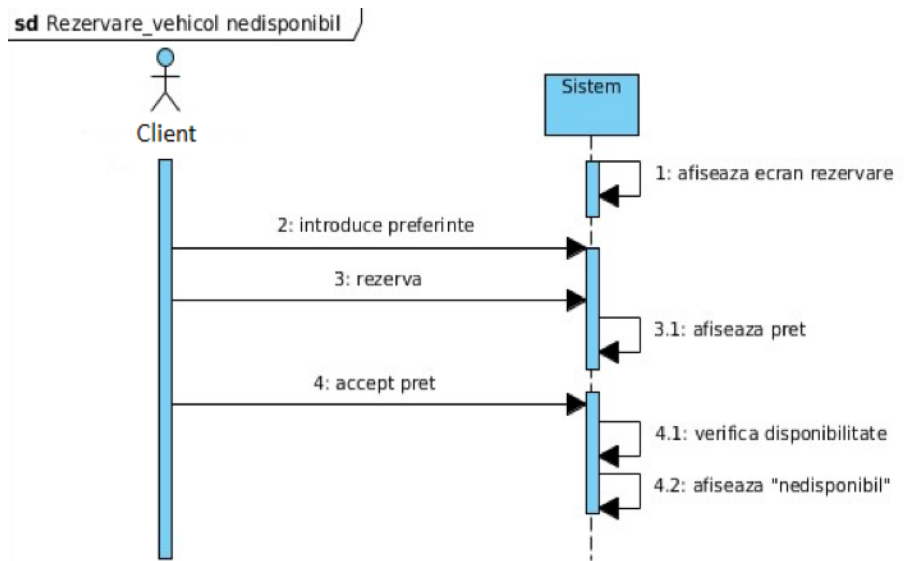 sd Rezervare_vehicol nedisponibil
Client
Sistem
1: afiseaza ecran rezervare
2: introduce preferinte
3: rezerva
3.1: afiseaza pret
4: accept pret
4.1: verifica disponibilitate
4.2: afiseaza "nedisponibil"